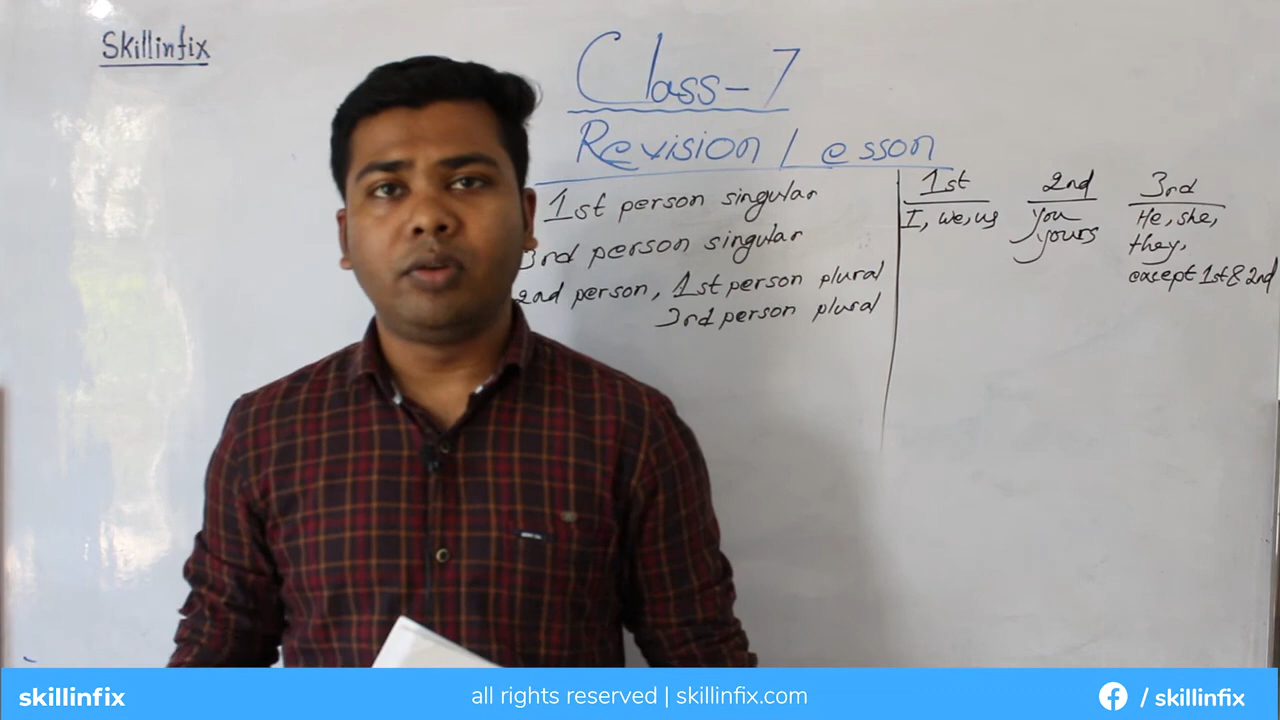 Skillinfix
Class-7
Revision Lesson
1st person singular
3rd person singular
2nd person, 1st person plural
3rd person plural
1st
I, we, us
2nd
You
yours
3rd
He, she,
they,
except 1st & 2nd
skillinfix
all rights reserved | skillinfix.com
/ skillinfix